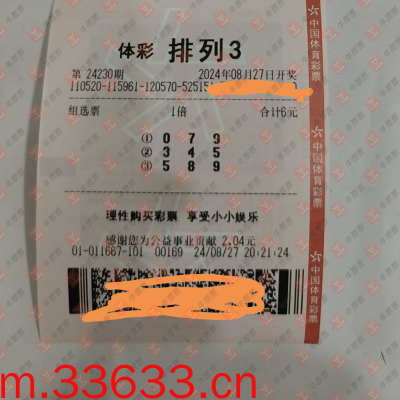 体彩 排列3
第 24230期 2024年08月27日开奖
110520-115961-120570-52515
组选票 1倍 合计6元
① 0 7 9
② 3 4 5
③ 5 8 9
理性购买彩票 享受小小娱乐
感谢您为公益事业贡献 2.04元
01-011667-101 00169 24/08/27 20:21:24
中国体育彩票
中国体育彩票
中国体育彩票
m.33633.cn